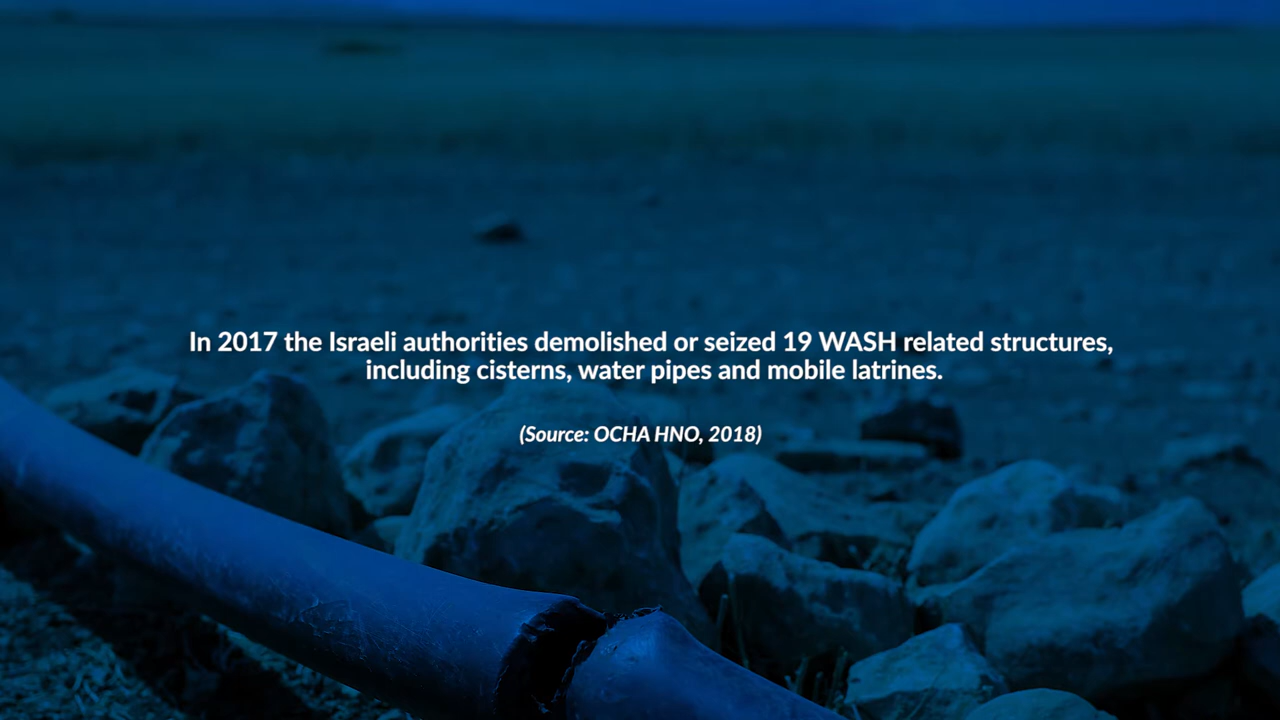 In 2017 the Israeli authorities demolished or seized 19 WASH related structures,
including cisterns, water pipes and mobile latrines.
(Source: OCHA HNO, 2018)